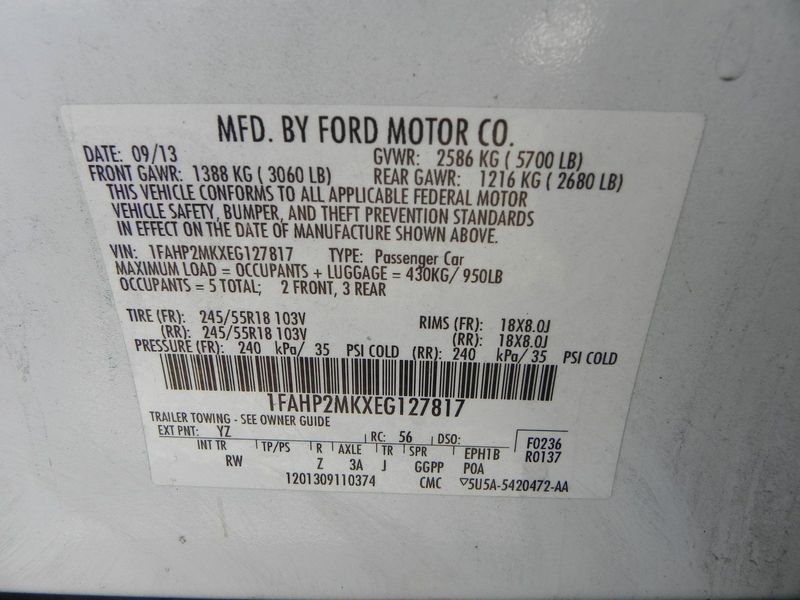 MFD. BY FORD MOTOR CO.
DATE: 09/13 GVWR: 2586 KG ( 5700 LB)
FRONT GAWR: 1388 KG ( 3060 LB) REAR GAWR: 1216 KG ( 2680 LB)
THIS VEHICLE CONFORMS TO ALL APPLICABLE FEDERAL MOTOR
VEHICLE SAFETY, BUMPER, AND THEFT PREVENTION STANDARDS
IN EFFECT ON THE DATE OF MANUFACTURE SHOWN ABOVE.
VIN: 1FAHP2MKXEG127817 TYPE: Passenger Car
MAXIMUM LOAD = OCCUPANTS + LUGGAGE = 430KG/ 950LB
OCCUPANTS = 5 TOTAL; 2 FRONT, 3 REAR
TIRE (FR): 245/55R18 103V RIMS (FR): 18X8.0J
(RR): 245/55R18 103V (RR): 18X8.0J
PRESSURE (FR): 240 kPa/ 35 PSI COLD (RR): 240 kPa/ 35 PSI COLD
1FAHP2MKXEG127817
TRAILER TOWING - SEE OWNER GUIDE
EXT PNT: YZ RC: 56 DSO: F0236
INT TR TP/PS R AXLE TR SPR EPH1B R0137
RW Z 3A J GGPP P0A
1201309110374 CMC ▽5U5A-5420472-AA